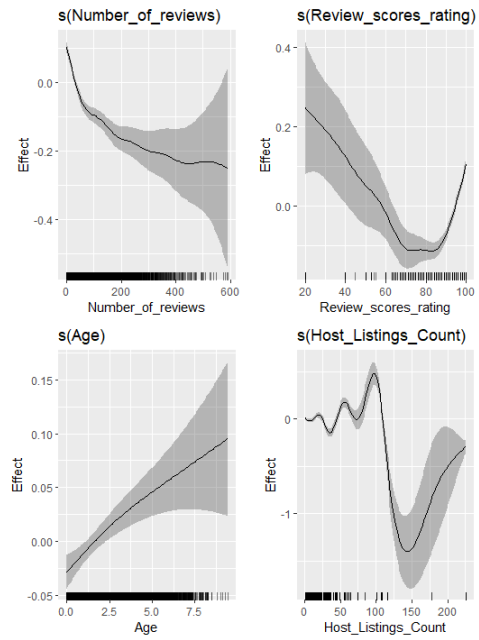 s(Number_of_reviews)
0.0
-0.2
-0.4
Effect
0
200
400
600
Number_of_reviews
s(Review_scores_rating)
0.4
0.2
0.0
Effect
20
40
60
80
100
Review_scores_rating
s(Age)
0.15
0.10
0.05
0.00
-0.05
Effect
0.0
2.5
5.0
7.5
Age
s(Host_Listings_Count)
0
-1
Effect
0
50
100
150
200
Host_Listings_Count